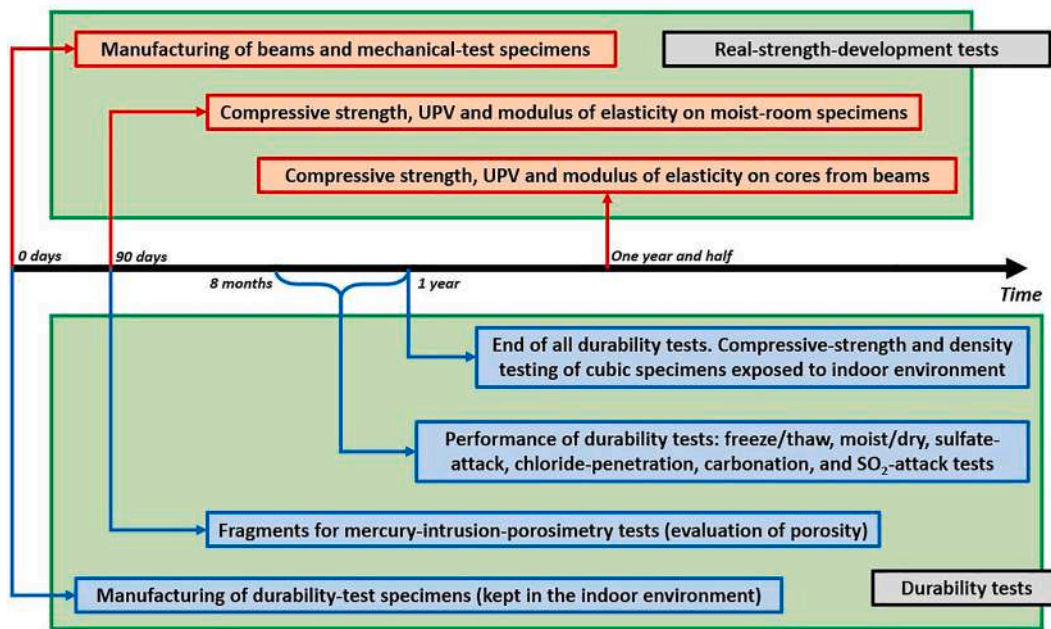 Manufacturing of beams and mechanical-test specimens
Real-strength-development tests
Compressive strength, UPV and modulus of elasticity on moist-room specimens
Compressive strength, UPV and modulus of elasticity on cores from beams
0 days
90 days
One year and half
8 months
1 year
Time
End of all durability tests. Compressive-strength and density
testing of cubic specimens exposed to indoor environment
Performance of durability tests: freeze/thaw, moist/dry, sulfate-
attack, chloride-penetration, carbonation, and SO₂-attack tests
Fragments for mercury-intrusion-porosimetry tests (evaluation of porosity)
Manufacturing of durability-test specimens (kept in the indoor environment)
Durability tests